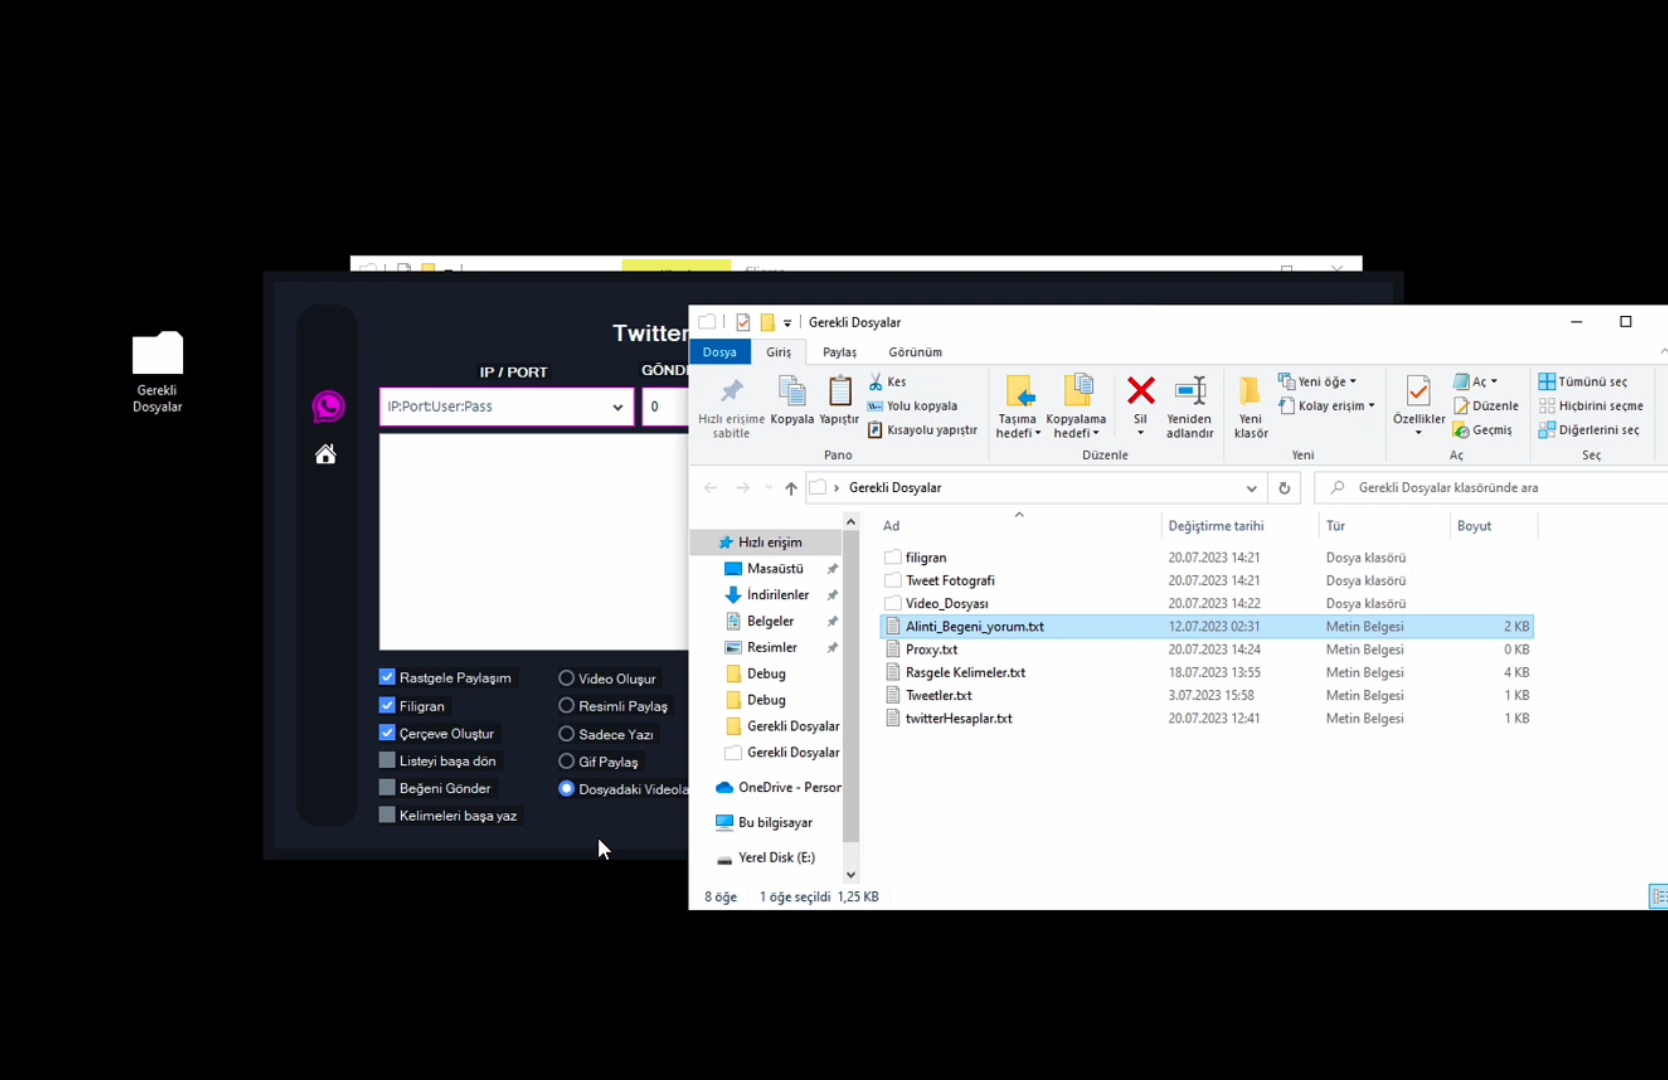 Gerekli
Dosyalar
Twitter
IP / PORT
GÖND
IP:Port:User:Pass
0
Rastgele Paylaşım
Filigran
Çerçeve Oluştur
Listeyi başa dön
Beğeni Gönder
Kelimeleri başa yaz
Video Oluşur
Resimli Paylaş
Sadece Yazı
Gif Paylaş
Dosyadaki Videola
Gerekli Dosyalar
Dosya
Giriş
Paylaş
Görünüm
Hızlı erişime
sabitle
Kopyala
Yapıştır
Kes
Yolu kopyala
Kısayolu yapıştır
Pano
Taşıma
hedefi
Kopyalama
hedefi
Sil
Yeniden
adlandır
Düzenle
Yeni
klasör
Yeni öğe
Kolay erişim
Yeni
Özellikler
Aç
Düzenle
Geçmiş
Aç
Tümünü seç
Hiçbirini seçme
Diğerlerini seç
Seç
Gerekli Dosyalar
Gerekli Dosyalar klasöründe ara
Hızlı erişim
Masaüstü
İndirilenler
Belgeler
Resimler
Debug
Debug
Gerekli Dosyalar
Gerekli Dosyalar
OneDrive - Person
Bu bilgisayar
Yerel Disk (E:)
Ad Değiştirme tarihi Tür Boyut
filigran 20.07.2023 14:21 Dosya klasörü
Tweet Fotografi 20.07.2023 14:21 Dosya klasörü
Video_Dosyası 20.07.2023 14:22 Dosya klasörü
Alinti_Begeni_yorum.txt 12.07.2023 02:31 Metin Belgesi 2 KB
Proxy.txt 20.07.2023 14:24 Metin Belgesi 0 KB
Rasgele Kelimeler.txt 18.07.2023 13:55 Metin Belgesi 4 KB
Tweetler.txt 3.07.2023 15:58 Metin Belgesi 1 KB
twitterHesaplar.txt 20.07.2023 12:41 Metin Belgesi 1 KB
8 öğe 1 öğe seçildi 1,25 KB